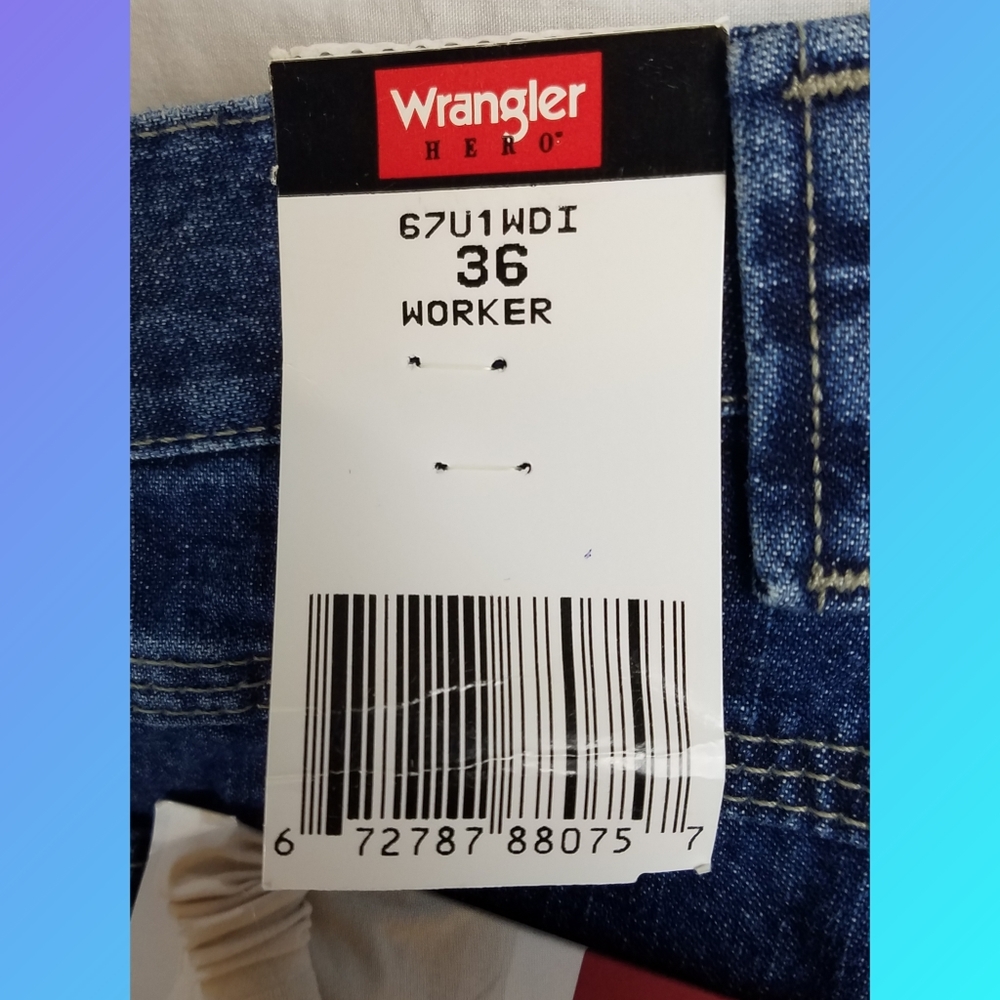 Wrangler
HERO
67U1WDI
36
WORKER
6 72787 88075 7